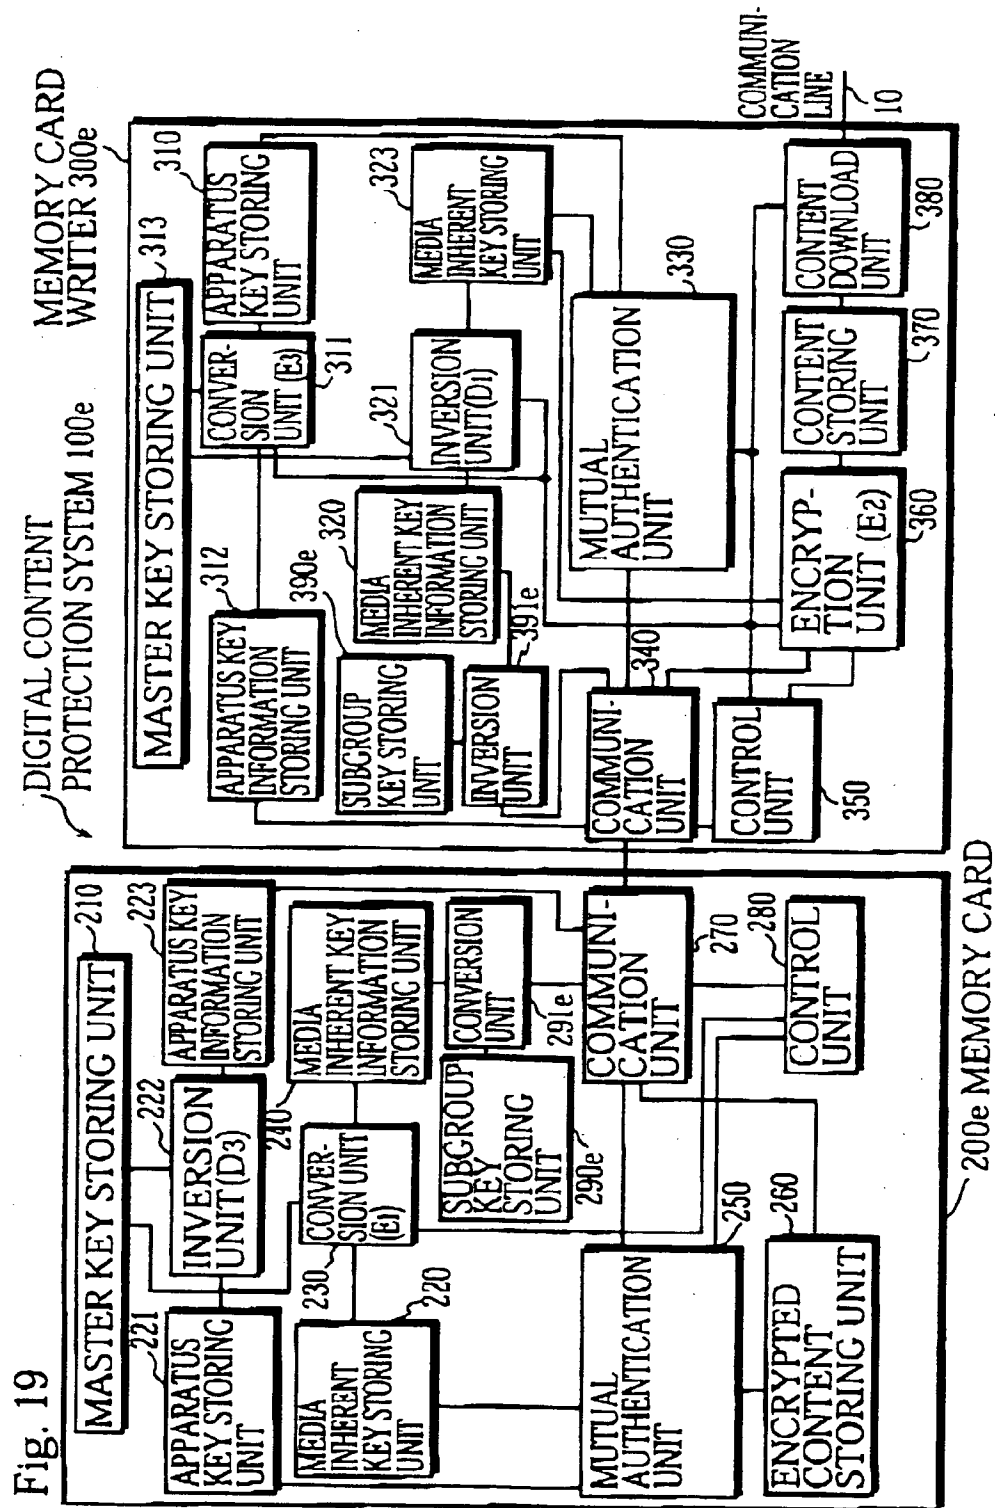 Fig. 19
DIGITAL CONTENT
PROTECTION SYSTEM 100e
MASTER KEY STORING UNIT
210
APPARATUS
KEY STORING
UNIT
221
INVERSION
UNIT(D3)
222
APPARATUS KEY
INFORMATION
STORING UNIT
223
MEDIA
INHERENT
KEY STORING
UNIT
220
CONVER-
SION UNIT
(E1)
230
MEDIA
INHERENT KEY
INFORMATION
STORING UNIT
240
SUBGROUP
KEY
STORING
UNIT
290e
CONVERSION
UNIT
291e
MUTUAL
AUTHENTICATION
UNIT
250
COMMUNI-
CATION
UNIT
270
ENCRYPTED
CONTENT
STORING UNIT
260
CONTROL
UNIT
280
200e MEMORY CARD
MEMORY CARD
WRITER 300e
MASTER KEY STORING UNIT
313
APPARATUS KEY
INFORMATION
STORING UNIT
312
CONVER-
SION
UNIT (E3)
311
APPARATUS
KEY STORING
UNIT
310
SUBGROUP
KEY STORING
UNIT
390e
MEDIA
INHERENT KEY
INFORMATION
STORING UNIT
320
INVERSION
UNIT(D1)
321
MEDIA
INHERENT
KEY STORING
UNIT
323
INVERSION
UNIT
391e
COMMUNI-
CATION
UNIT
340
MUTUAL
AUTHENTICATION
UNIT
330
CONTROL
UNIT
350
ENCRYP-
TION
UNIT (E2)
360
CONTENT
STORING
UNIT
370
CONTENT
DOWNLOAD
UNIT
380
COMMUNI-
CATION
LINE
10